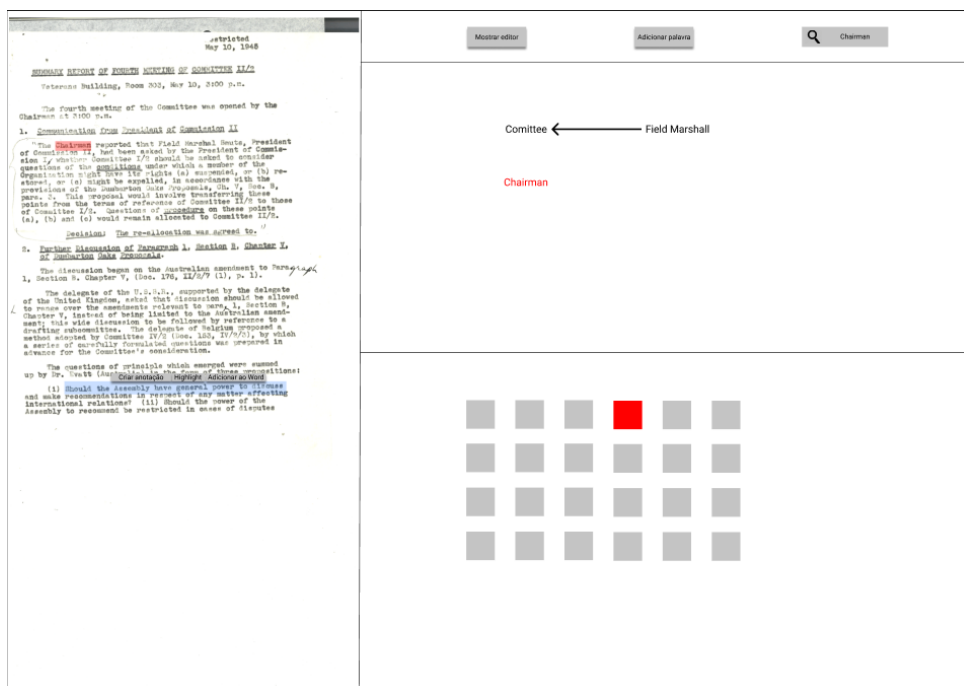 estricted
May 10, 1948
SUMMARY REPORT OF FOURTH MEETING OF COMMITTEE II/2
Veterans Building, Room 303, May 10, 3:00 p.m.
The fourth meeting of the Committee was opened by the
Chairman at 3:00 p.m.
1. Communication from President of Commission II
"The Chairman reported that Field Marshal Smuts, President
of Commission II, had been asked by the President of Commis-
sion I, whether Committee I/2 should be asked to consider
questions of the conditions under which a member of the
Organization might have its rights (a) suspended, or (b) re-
stored, or (c) might be expelled, in accordance with the
provisions of the Dumbarton Oaks Proposals, Ch. V, Sec. B,
para. 3. This proposal would involve transferring these
points from the terms of reference of Committee II/2 to those
of Committee I/2. Questions of procedure on these points
(a), (b) and (c) would remain allocated to Committee II/2.
Decision: The re-allocation was agreed to.
2. Further Discussion of Paragraph 1, Section B, Chapter V,
of Dumbarton Oaks Proposals.
The discussion began on the Australian amendment to Paragraph
1, Section B. Chapter V, (Doc. 176, II/2/7 (1), p. 1).
The delegate of the U.S.S.R., supported by the delegate
of the United Kingdom, asked that discussion should be allowed
to range over the amendments relevant to para. 1, Section B,
Chapter V, instead of being limited to the Australian amend-
ment; this wide discussion to be followed by reference to a
drafting subcommittee. The delegate of Belgium proposed a
method adopted by Committee IV/2 (Doc. 153, IV/2/3), by which
a series of carefully formulated questions was prepared in
advance for the Committee's consideration.
The questions of principle which emerged were summed
up by Dr. Evatt (Australia) in the form of three propositions:
Criar anotação Highlight Adicionar ao Word
(i) Should the Assembly have general power to discuss
and make recommendations in respect of any matter affecting
international relations? (ii) Should the power of the
Assembly to recommend be restricted in cases of disputes
Mostrar editor
Adicionar palavra
Chairmen
Comittee
Field Marshall
Chairman